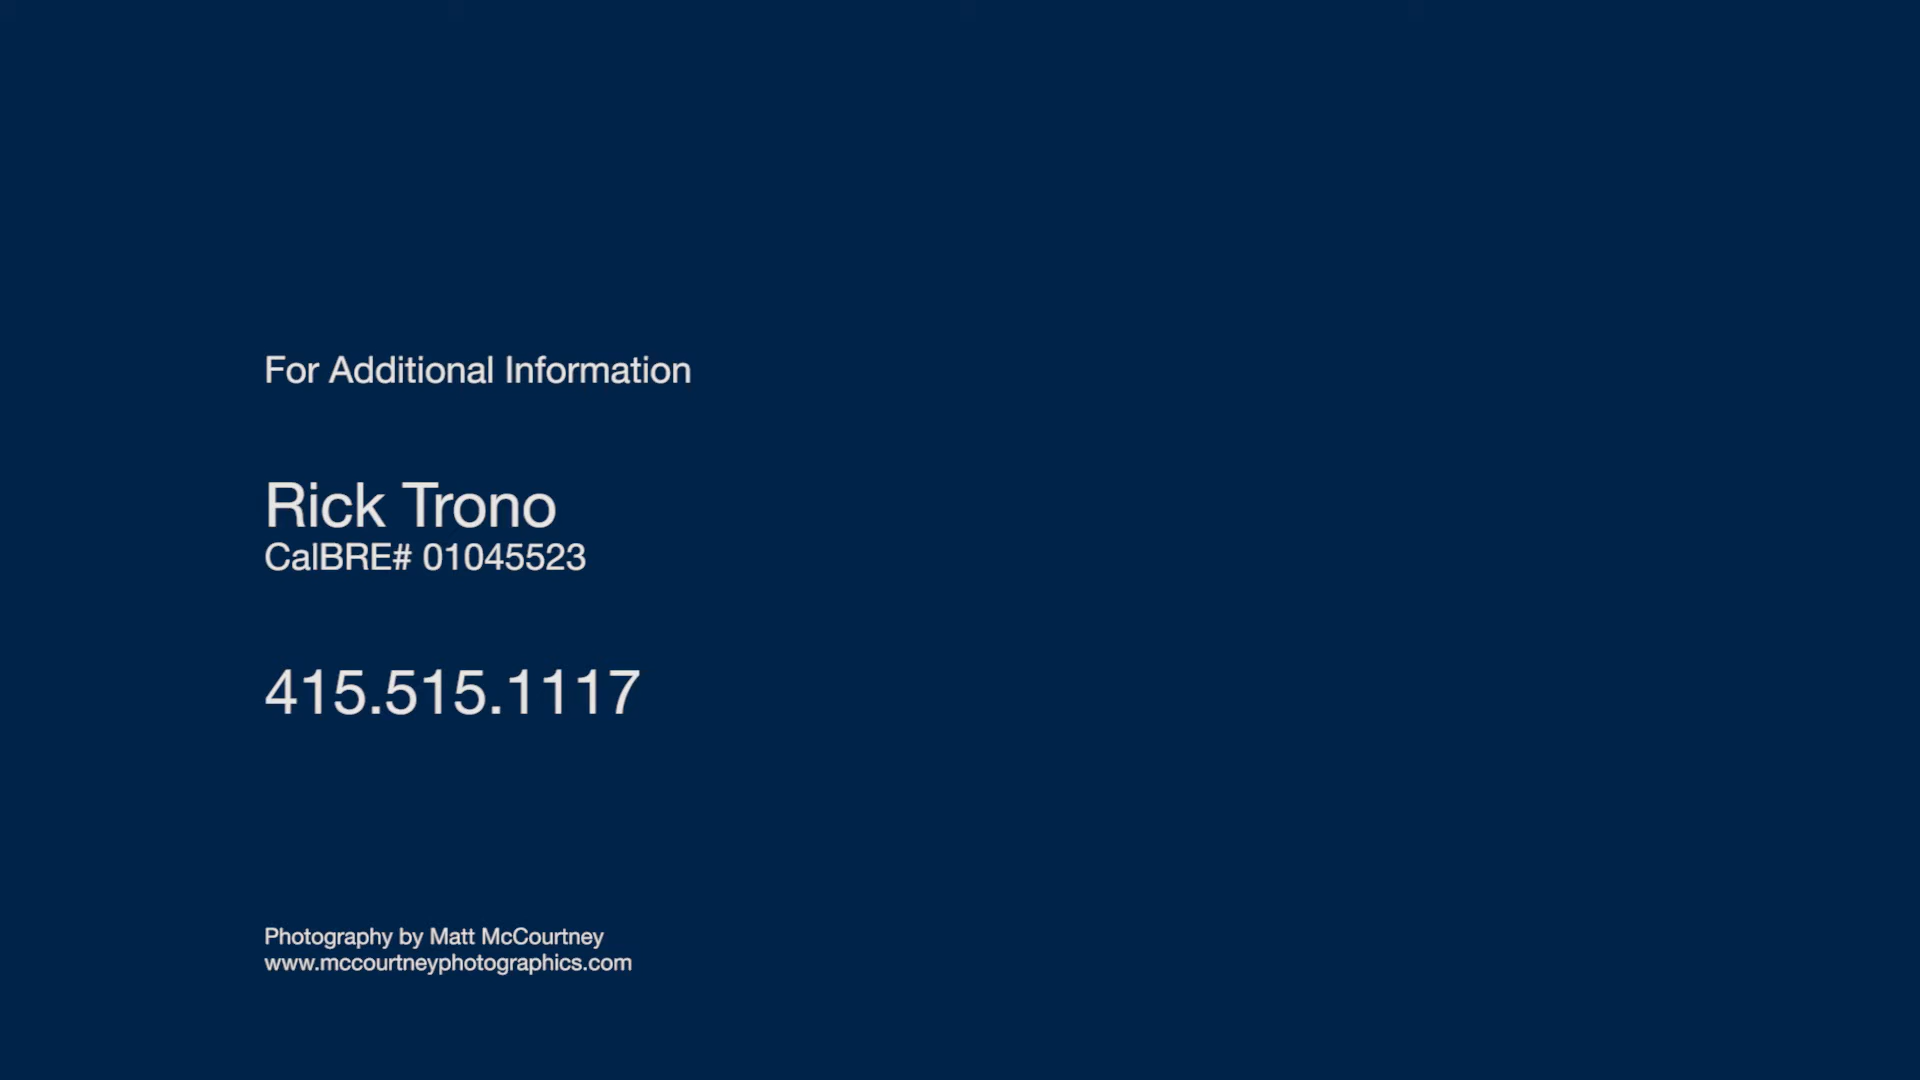 For Additional Information
Rick Trono
CalBRE# 01045523
415.515.1117
Photography by Matt McCourtney
www.mccourtneyphotographics.com